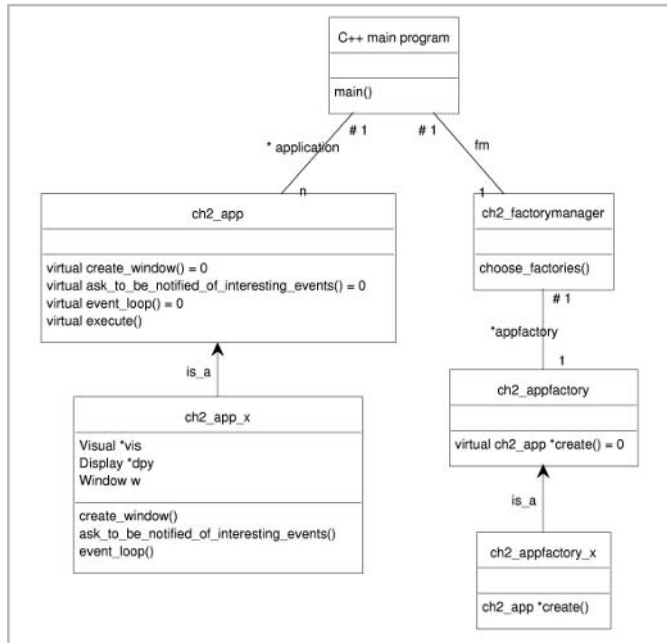 C++ main program
main()
# 1
# 1
* application
fm
n
1
ch2_app
virtual create_window() = 0
virtual ask_to_be_notified_of_interesting_events() = 0
virtual event_loop() = 0
virtual execute()
ch2_factorymanager
choose_factories()
# 1
*appfactory
1
is_a
ch2_app_x
Visual *vis
Display *dpy
Window w
create_window()
ask_to_be_notified_of_interesting_events()
event_loop()
ch2_appfactory
virtual ch2_app *create() = 0
is_a
ch2_appfactory_x
ch2_app *create()